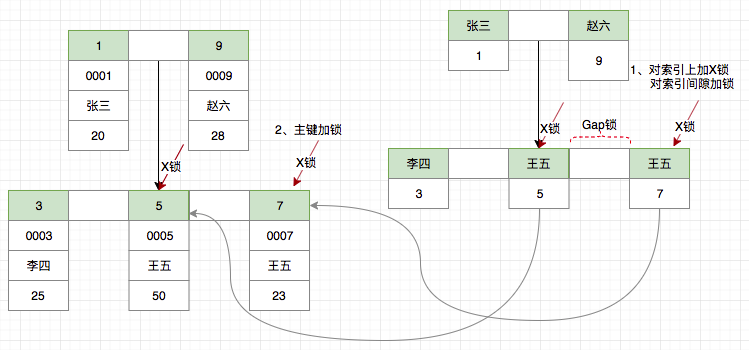 1 9
0001 0009
张三 赵六
20 28
X锁
2、主键加锁
X锁
3 5 7
0003 0005 0007
李四 王五 王五
25 50 23
张三 赵六
1 9
1、对索引上加X锁
对索引间隙加锁
X锁 Gap锁 X锁
李四 王五 王五
3 5 7